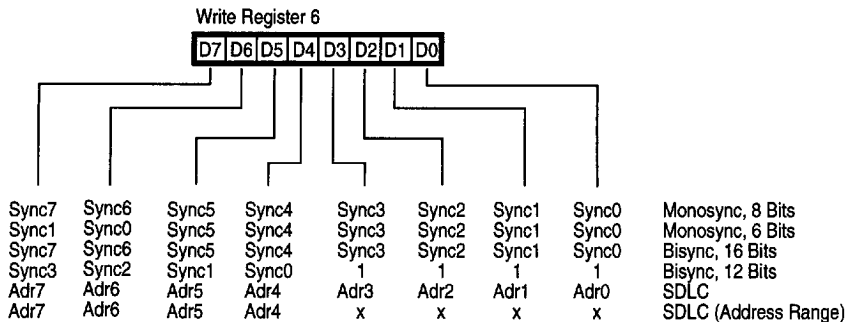 Write Register 6
D7 D6 D5 D4 D3 D2 D1 D0
Sync7 Sync6 Sync5 Sync4 Sync3 Sync2 Sync1 Sync0 Monosync, 8 Bits
Sync1 Sync0 Sync5 Sync4 Sync3 Sync2 Sync1 Sync0 Monosync, 6 Bits
Sync7 Sync6 Sync5 Sync4 Sync3 Sync2 Sync1 Sync0 Bisync, 16 Bits
Sync3 Sync2 Sync1 Sync0 1 1 1 1 Bisync, 12 Bits
Adr7 Adr6 Adr5 Adr4 Adr3 Adr2 Adr1 Adr0 SDLC
Adr7 Adr6 Adr5 Adr4 x x x x SDLC (Address Range)